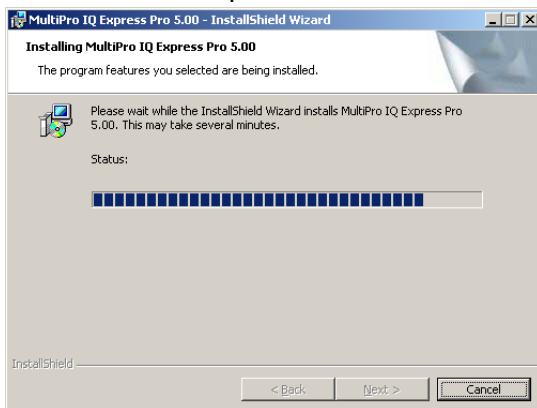 MultiPro IQ Express Pro 5.00 - InstallShield Wizard
Installing MultiPro IQ Express Pro 5.00
The program features you selected are being installed.
Please wait while the InstallShield Wizard installs MultiPro IQ Express Pro
5.00. This may take several minutes.
Status:
InstallShield
< Back Next > Cancel